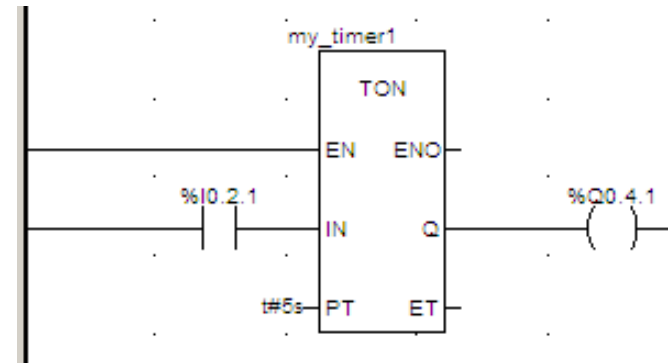 my_timer1
TON
EN ENO
%I0.2.1 %Q0.4.1
IN Q
t#5s PT ET